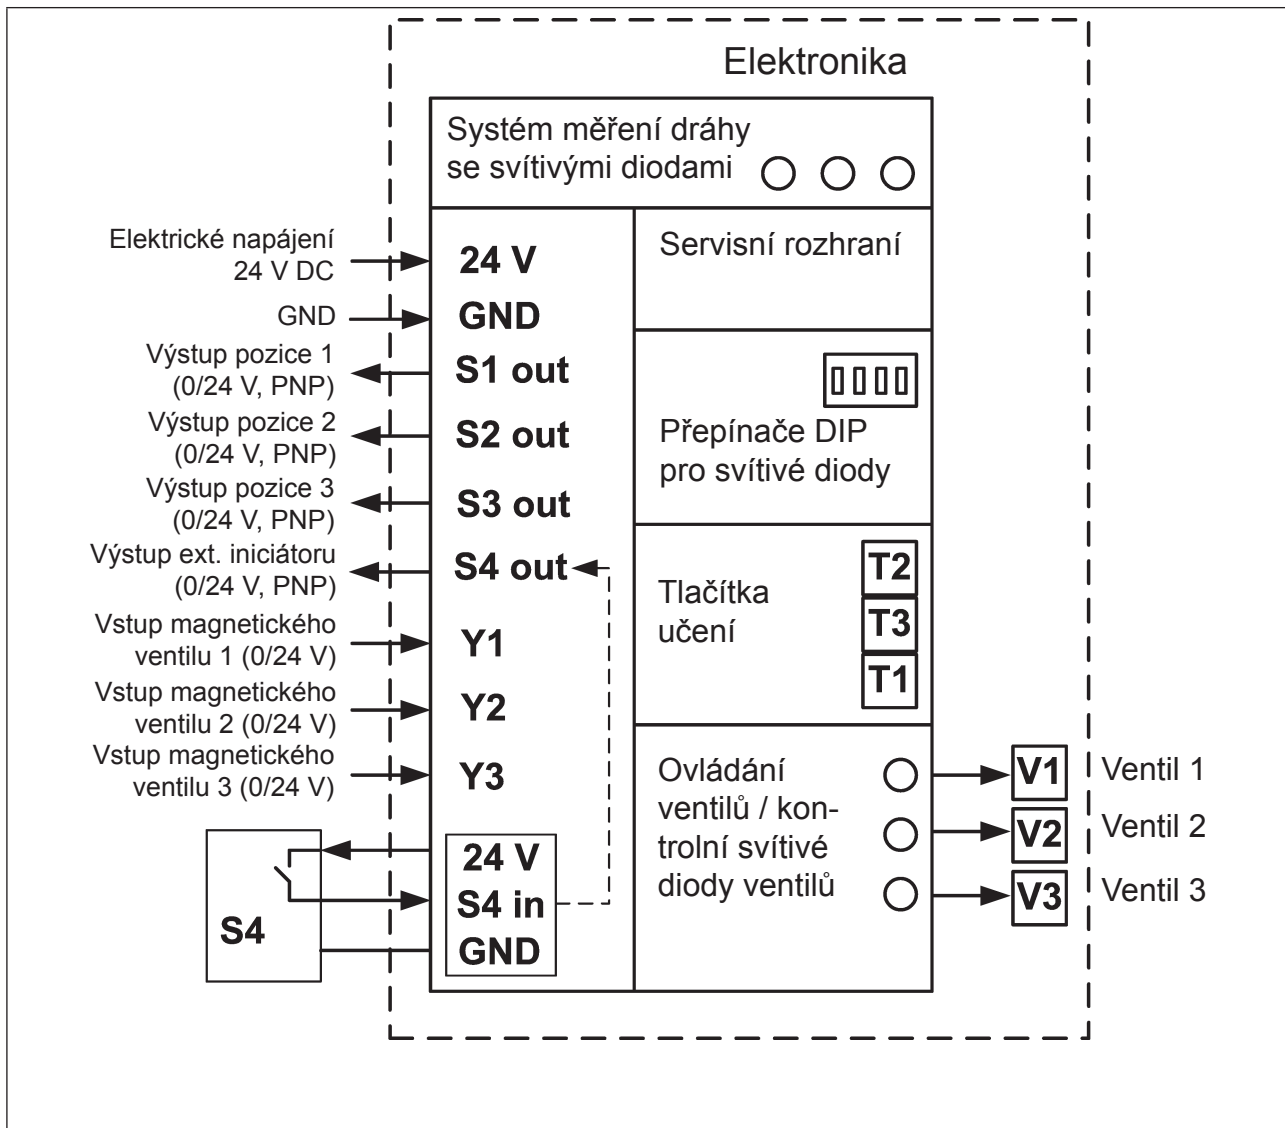 Elektronika
Systém měření dráhy
se svítivými diodami
Elektrické napájení
24 V DC
GND
Výstup pozice 1
(0/24 V, PNP)
Výstup pozice 2
(0/24 V, PNP)
Výstup pozice 3
(0/24 V, PNP)
Výstup ext. iniciátoru
(0/24 V, PNP)
Vstup magnetického
ventilu 1 (0/24 V)
Vstup magnetického
ventilu 2 (0/24 V)
Vstup magnetického
ventilu 3 (0/24 V)
S4
24 V
GND
S1 out
S2 out
S3 out
S4 out
Y1
Y2
Y3
24 V
S4 in
GND
Servisní rozhraní
Přepínače DIP
pro svítivé diody
Tlačítka
učení
T2
T3
T1
Ovládání
ventilů / kon-
trolní svítivé
diody ventilů
V1
Ventil 1
V2
Ventil 2
V3
Ventil 3